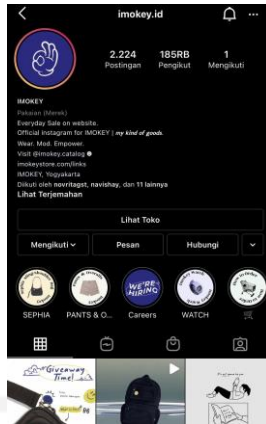 imokey.id
2.224 185RB 1
Postingan Pengikut Mengikuti
IMOKEY
Pakaian (Merek)
Everyday Sale on website.
Official instagram for IMOKEY | my kind of goods.
Wear. Mod. Empower.
Visit @imokey.catalog
imokeystore.com/links
IMOKEY, Yogyakarta
Diikuti oleh novritagst, navishay, dan 11 lainnya
Lihat Terjemahan
Lihat Toko
Mengikuti Pesan Hubungi
WE'RE HIRING
SEPHIA PANTS & O... Careers WATCH
Giveaway
Time!